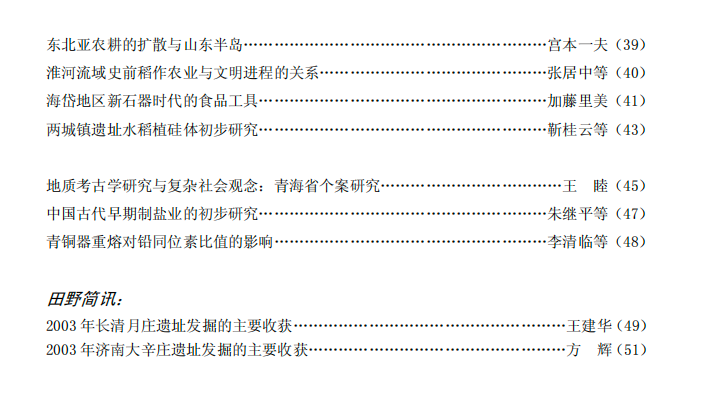 东北亚农耕的扩散与山东半岛……………………………………………………宫本一夫（39）
淮河流域史前稻作农业与文明进程的关系………………………………………张居中等（40）
海岱地区新石器时代的食品工具…………………………………………………加藤里美（41）
两城镇遗址水稻植硅体初步研究…………………………………………………靳桂云等（43）
地质考古学研究与复杂社会观念：青海省个案研究………………………………王　睦（45）
中国古代早期制盐业的初步研究…………………………………………………朱继平等（47）
青铜器重熔对铅同位素比值的影响………………………………………………李清临等（48）
田野简讯：
2003 年长清月庄遗址发掘的主要收获………………………………………………王建华（49）
2003 年济南大辛庄遗址发掘的主要收获……………………………………………方　辉（51）